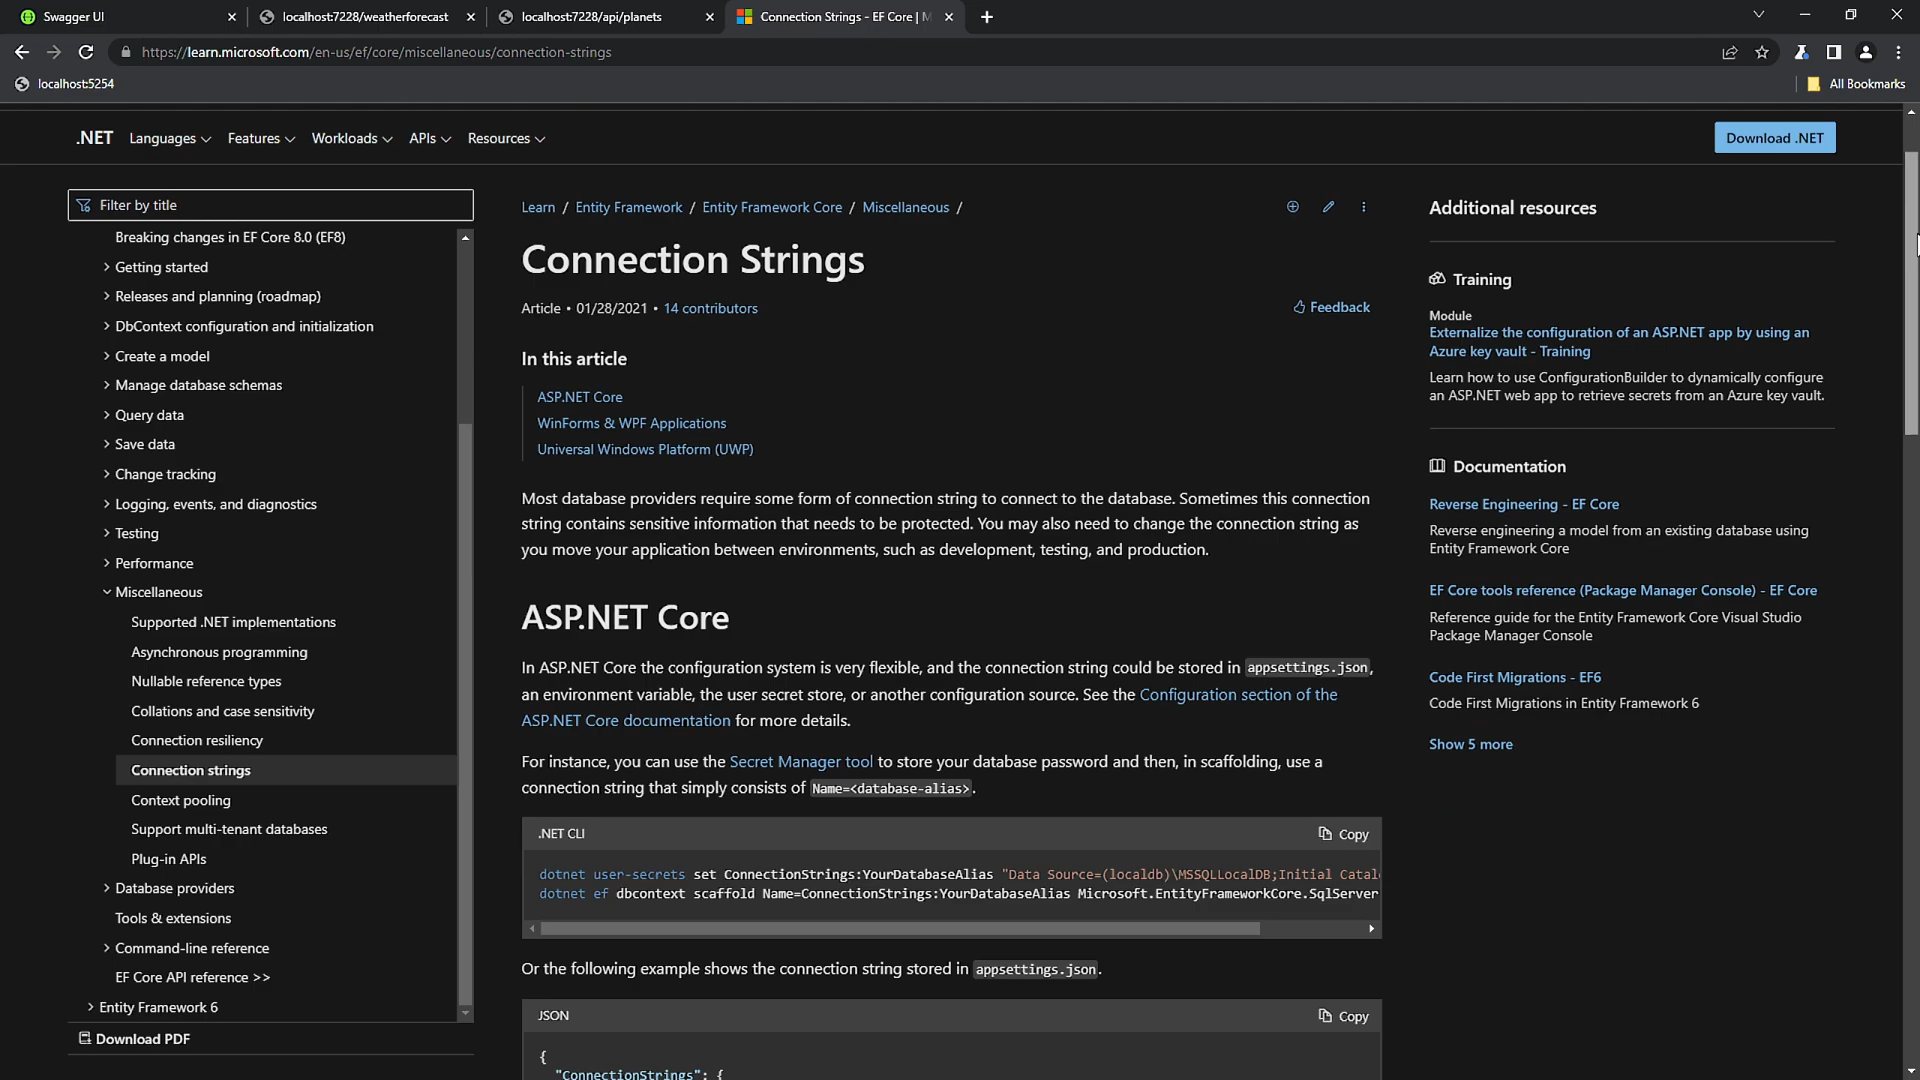 Swagger UI
localhost:7228/weatherforecast
localhost:7228/api/planets
Connection Strings - EF Core | M
https://learn.microsoft.com/en-us/ef/core/miscellaneous/connection-strings
localhost:5254
All Bookmarks
.NET
Languages
Features
Workloads
APIs
Resources
Download .NET
Filter by title
Breaking changes in EF Core 8.0 (EF8)
Getting started
Releases and planning (roadmap)
DbContext configuration and initialization
Create a model
Manage database schemas
Query data
Save data
Change tracking
Logging, events, and diagnostics
Testing
Performance
Miscellaneous
Supported .NET implementations
Asynchronous programming
Nullable reference types
Collations and case sensitivity
Connection resiliency
Connection strings
Context pooling
Support multi-tenant databases
Plug-in APIs
Database providers
Tools & extensions
Command-line reference
EF Core API reference >>
Entity Framework 6
Download PDF
Learn / Entity Framework / Entity Framework Core / Miscellaneous /
Connection Strings
Article • 01/28/2021 • 14 contributors
Feedback
In this article
ASP.NET Core
WinForms & WPF Applications
Universal Windows Platform (UWP)
Most database providers require some form of connection string to connect to the database. Sometimes this connection
string contains sensitive information that needs to be protected. You may also need to change the connection string as
you move your application between environments, such as development, testing, and production.
ASP.NET Core
In ASP.NET Core the configuration system is very flexible, and the connection string could be stored in appsettings.json,
an environment variable, the user secret store, or another configuration source. See the Configuration section of the
ASP.NET Core documentation for more details.
For instance, you can use the Secret Manager tool to store your database password and then, in scaffolding, use a
connection string that simply consists of Name=<database-alias>.
.NET CLI
Copy
dotnet user-secrets set ConnectionStrings:YourDatabaseAlias "Data Source=(localdb)\MSSQLLocalDB;Initial Catal
dotnet ef dbcontext scaffold Name=ConnectionStrings:YourDatabaseAlias Microsoft.EntityFrameworkCore.SqlServer
Or the following example shows the connection string stored in appsettings.json.
JSON
Copy
{
"ConnectionStrings": {
Additional resources
Training
Module
Externalize the configuration of an ASP.NET app by using an
Azure key vault - Training
Learn how to use ConfigurationBuilder to dynamically configure
an ASP.NET web app to retrieve secrets from an Azure key vault.
Documentation
Reverse Engineering - EF Core
Reverse engineering a model from an existing database using
Entity Framework Core
EF Core tools reference (Package Manager Console) - EF Core
Reference guide for the Entity Framework Core Visual Studio
Package Manager Console
Code First Migrations - EF6
Code First Migrations in Entity Framework 6
Show 5 more